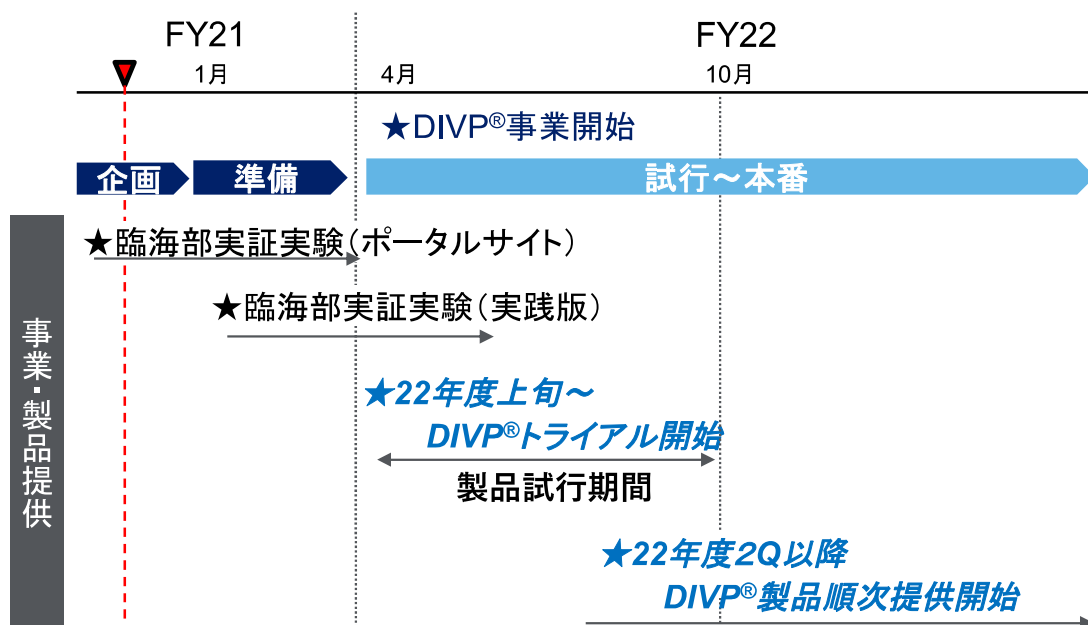 FY21
FY22
1月
4月
10月
★DIVP®事業開始
企画
準備
試行～本番
事業・製品提供
★臨海部実証実験(ポータルサイト)
★臨海部実証実験(実践版)
★22年度上旬～
DIVP®トライアル開始
製品試行期間
★22年度2Q以降
DIVP®製品順次提供開始